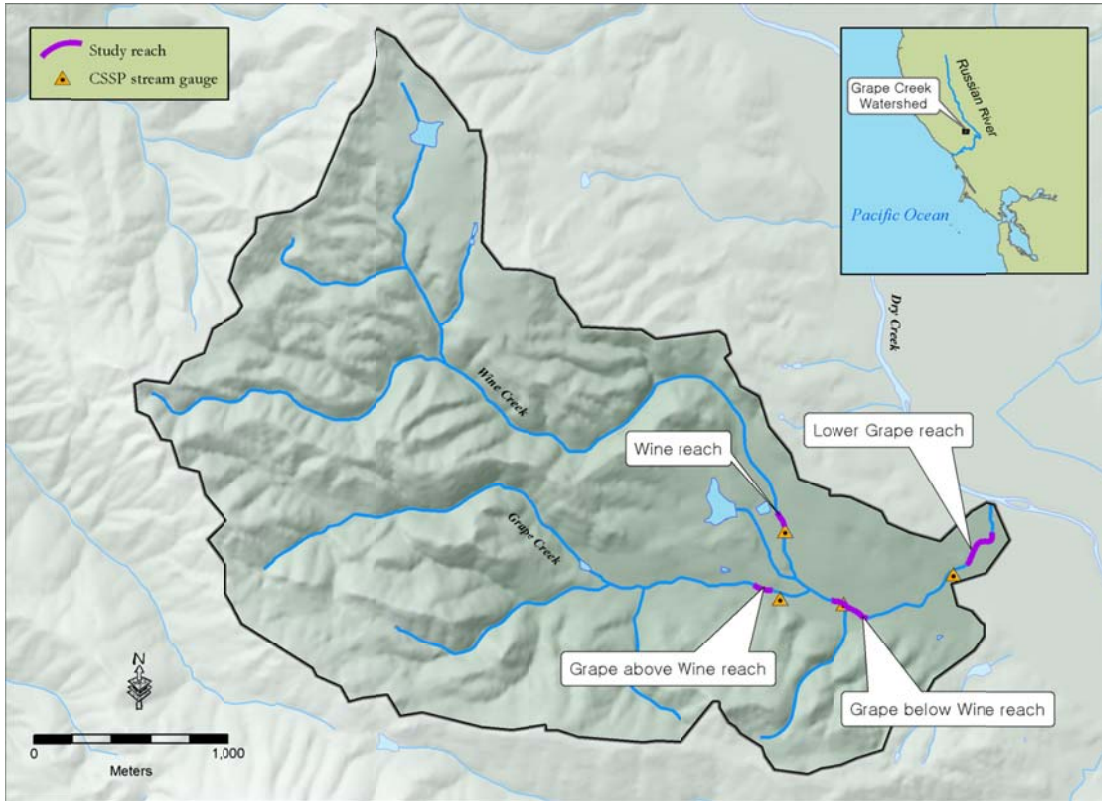 Study reach
CSSP stream gauge
Grape Creek
Watershed
Russian River
Pacific Ocean
Dry Creek
Wine Creek
Lower Grape reach
Wine reach
Grape Creek
Grape above Wine reach
Grape below Wine reach
N
0
1,000
Meters